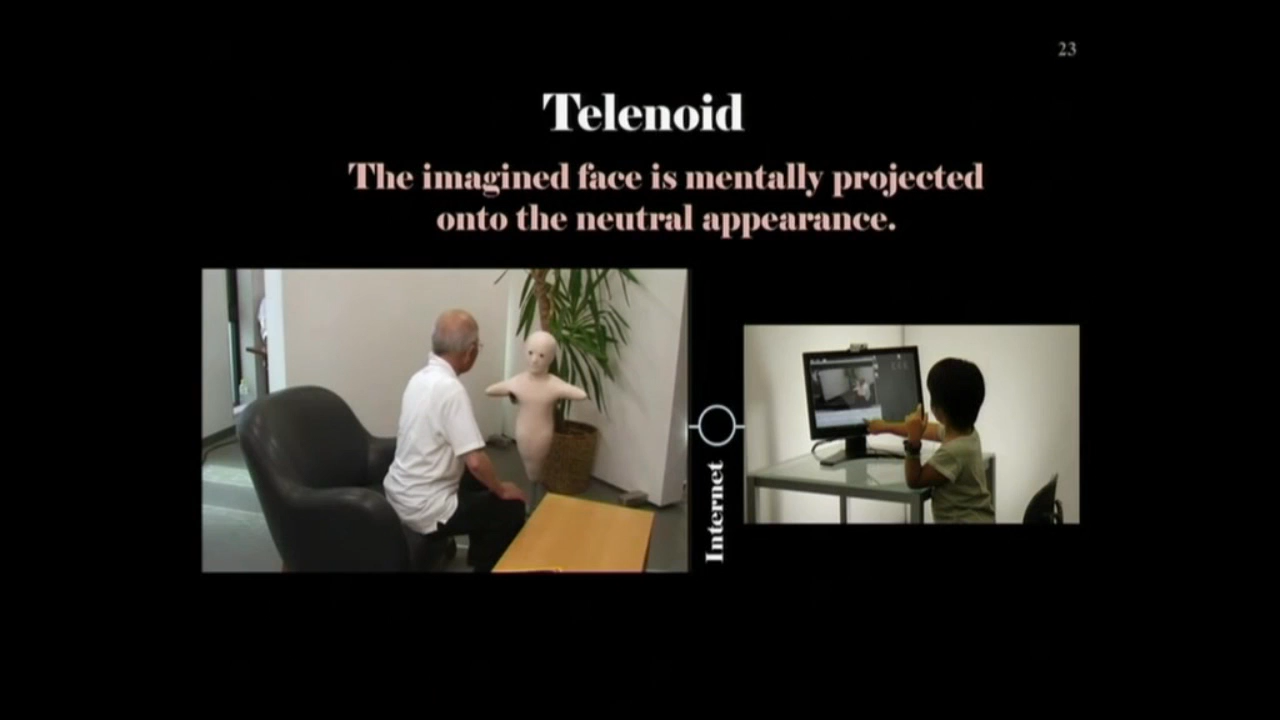 23
Telenoid
The imagined face is mentally projected
onto the neutral appearance.
Internet